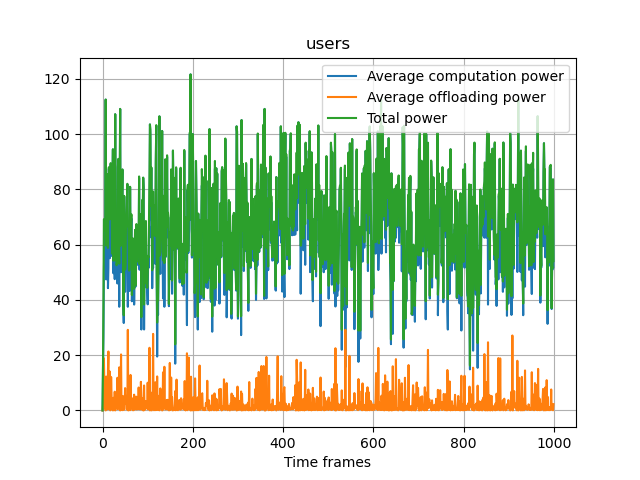 users
Average computation power
Average offloading power
Total power
120
100
80
60
40
20
0
0 200 400 600 800 1000
Time frames